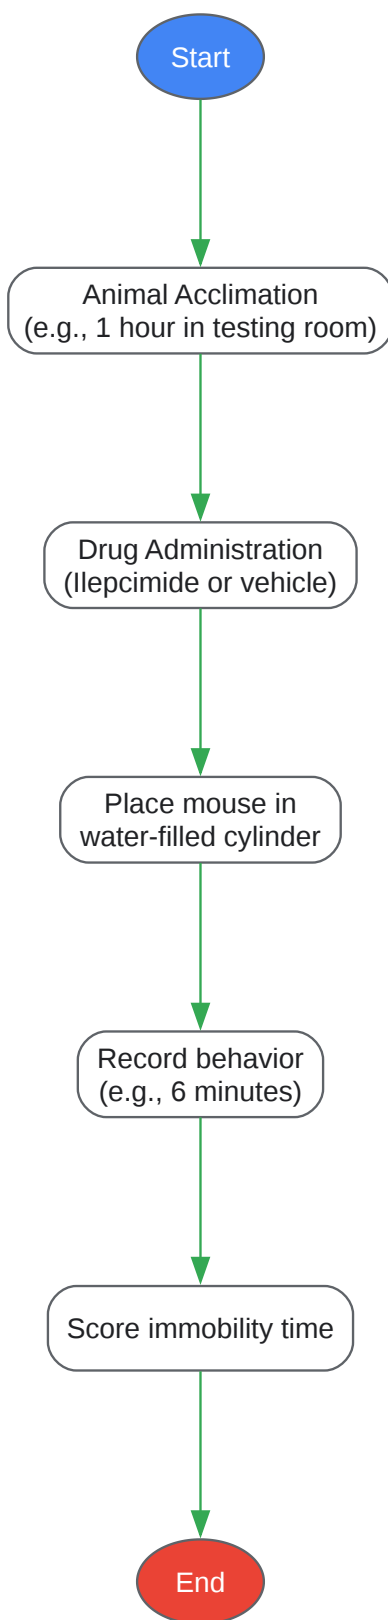 Start
Animal Acclimation
(e.g., 1 hour in testing room)
Drug Administration
(Ilepcimide or vehicle)
Place mouse in
water-filled cylinder
Record behavior
(e.g., 6 minutes)
Score immobility time
End